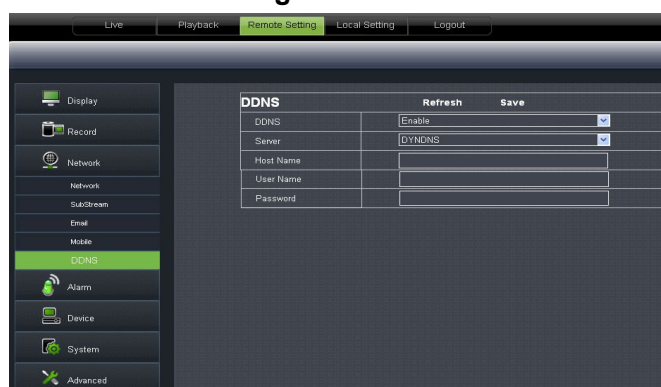 Live Playback Remote Setting Local Setting Logout
Display
Record
Network
Network
SubStream
Email
Mobile
DDNS
Alarm
Device
System
Advanced
DDNS Refresh Save
DDNS Enable
Server DYNDNS
Host Name
User Name
Password